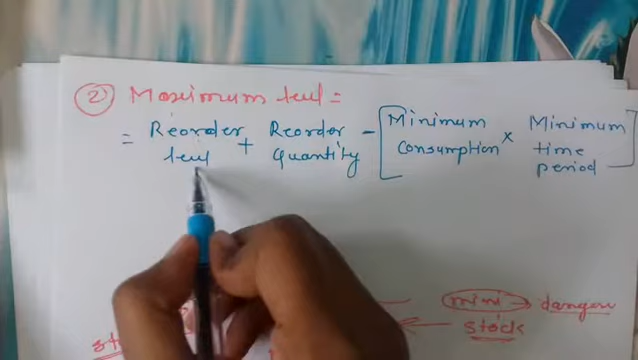 ② Maximum level =
= Reorder level + Reorder quantity - [Minimum consumption × Minimum time period]
mini → danger
stock